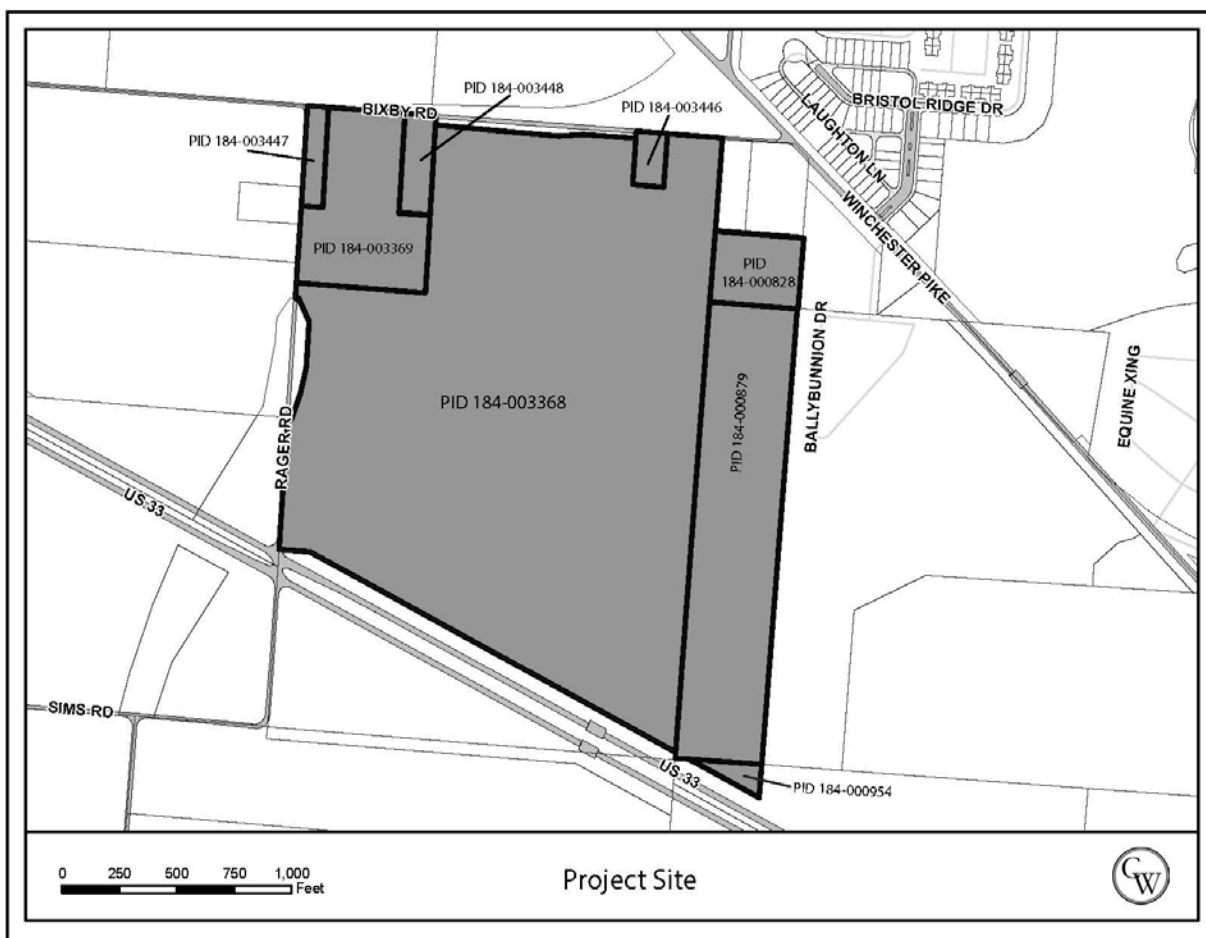 PID 184-003448
BIXBY RD
PID 184-003446
BRISTOL RIDGE DR
PID 184-003447
LAUGHTON LN
WINCHESTER PIKE
PID 184-003369
PID
184-000828
BALLYBUNNION DR
EQUINE XING
PID 184-003368
PID 184-000879
RAGER RD
US 33
SIMS RD
US 33
PID 184-000954
0 250 500 750 1,000
Feet
Project Site
CW